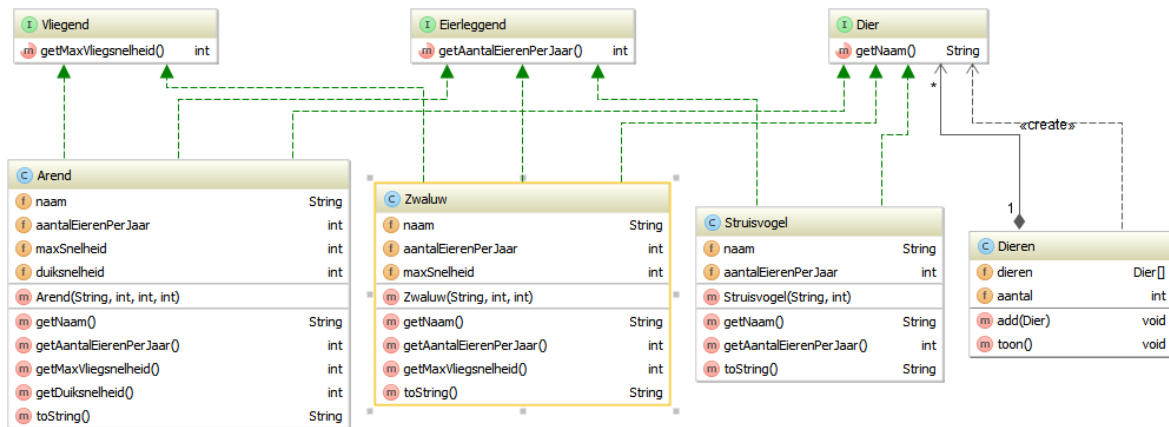 Vliegend
getMaxVliegsnelheid() int
Eierleggend
getAantalEierenPerJaar() int
Dier
getNaam() String
*
«create»
1
Arend
naam String
aantalEierenPerJaar int
maxSnelheid int
duiksnelheid int
Arend(String, int, int, int)
getNaam() String
getAantalEierenPerJaar() int
getMaxVliegsnelheid() int
getDuiksnelheid() int
toString() String
Zwaluw
naam String
aantalEierenPerJaar int
maxSnelheid int
Zwaluw(String, int, int)
getNaam() String
getAantalEierenPerJaar() int
getMaxVliegsnelheid() int
toString() String
Struisvogel
naam String
aantalEierenPerJaar int
Struisvogel(String, int)
getNaam() String
getAantalEierenPerJaar() int
toString() String
Dieren
dieren Dier[]
aantal int
add(Dier) void
toon() void